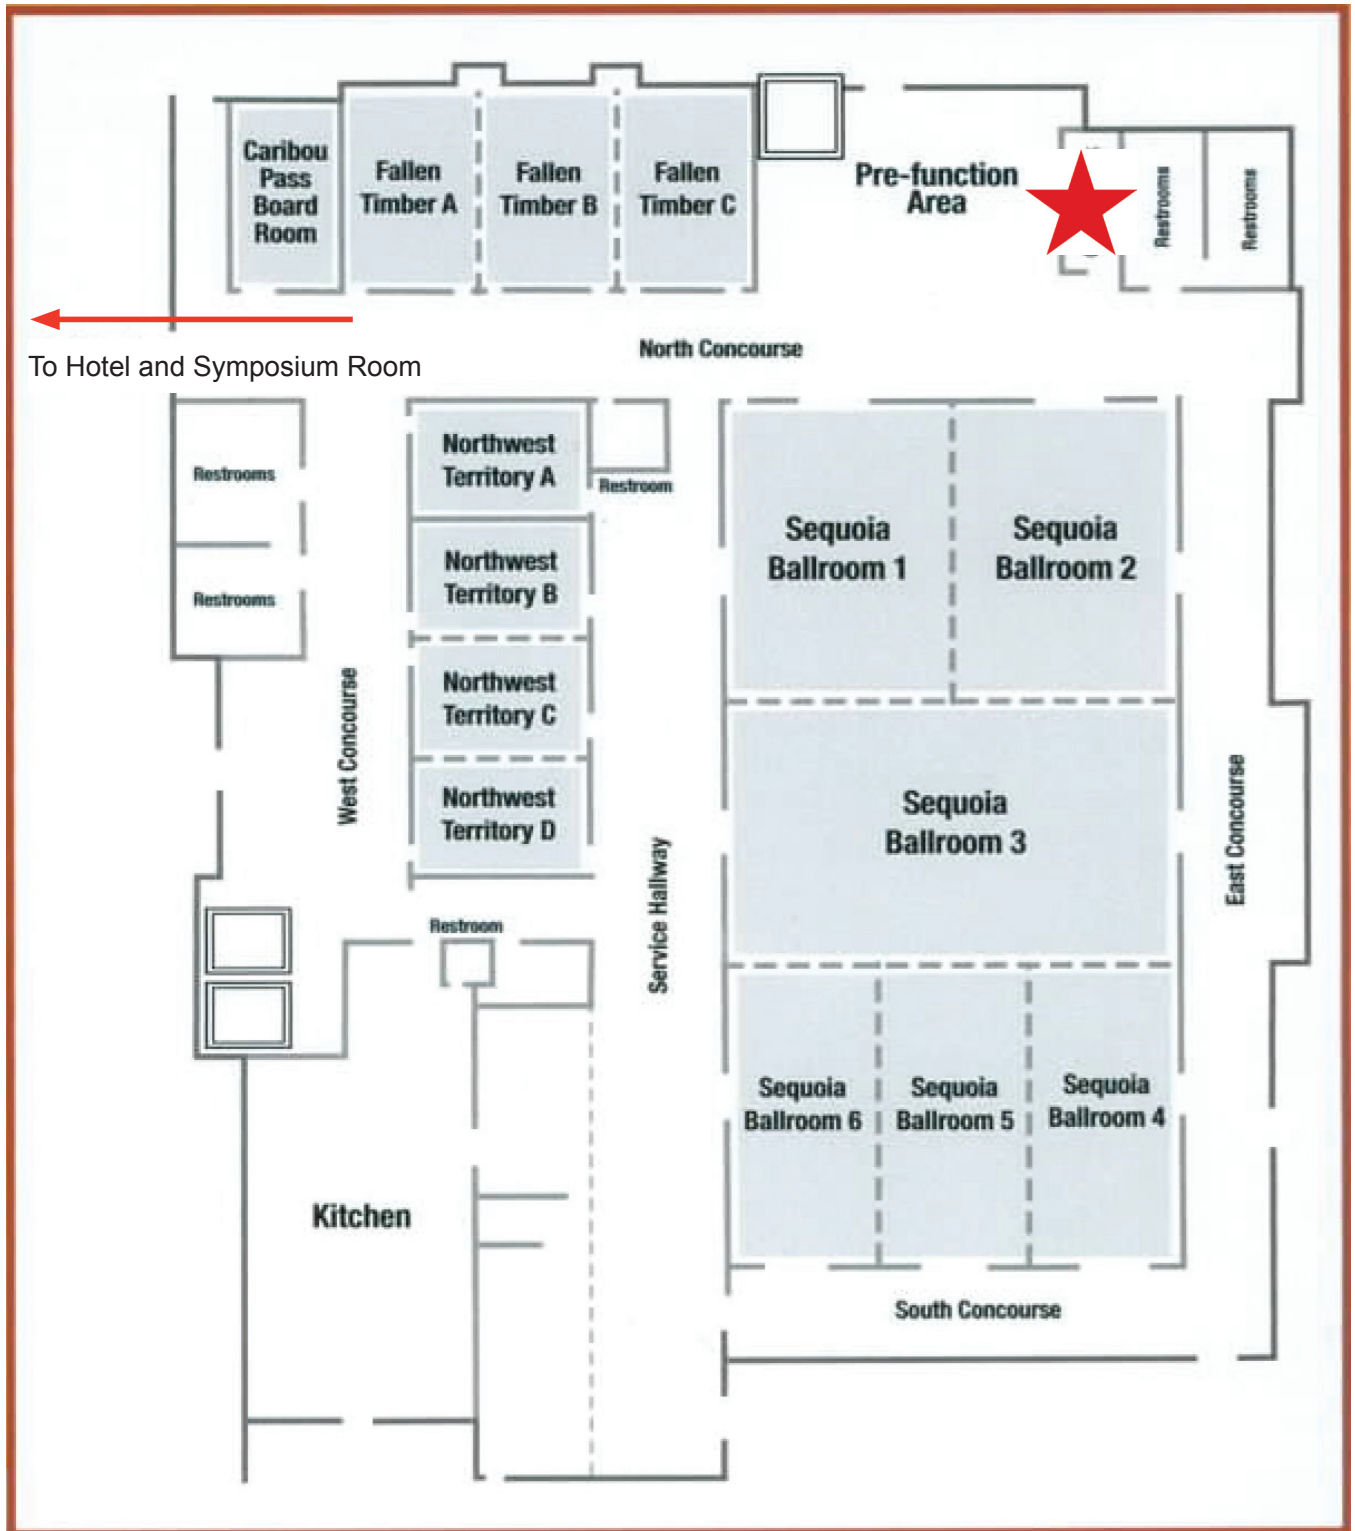 Caribou
Pass
Board
Room
Fallen
Timber A
Fallen
Timber B
Fallen
Timber C
Pre-function
Area
Restrooms
Restrooms
North Concourse
To Hotel and Symposium Room
Restrooms
Restrooms
Northwest
Territory A
Restroom
Northwest
Territory B
Northwest
Territory C
Northwest
Territory D
West Concourse
Sequoia
Ballroom 1
Sequoia
Ballroom 2
Sequoia
Ballroom 3
Service Hallway
East Concourse
Restroom
Sequoia
Ballroom 6
Sequoia
Ballroom 5
Sequoia
Ballroom 4
Kitchen
South Concourse